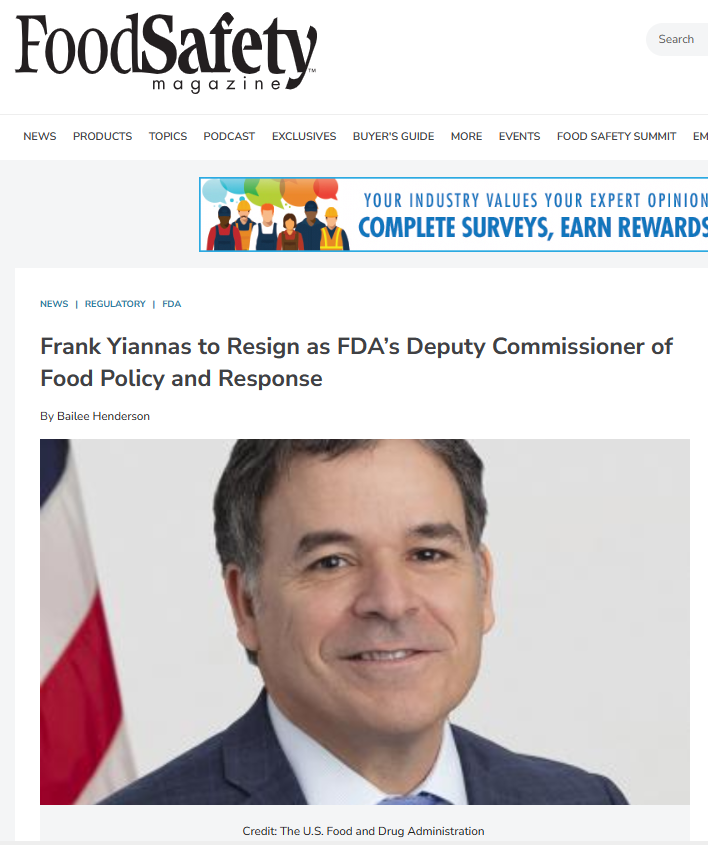 FoodSafety™
magazine
Search
NEWS PRODUCTS TOPICS PODCAST EXCLUSIVES BUYER'S GUIDE MORE EVENTS FOOD SAFETY SUMMIT EM
YOUR INDUSTRY VALUES YOUR EXPERT OPINION
COMPLETE SURVEYS, EARN REWARDS
NEWS | REGULATORY | FDA
Frank Yiannas to Resign as FDA’s Deputy Commissioner of
Food Policy and Response
By Bailee Henderson
Credit: The U.S. Food and Drug Administration